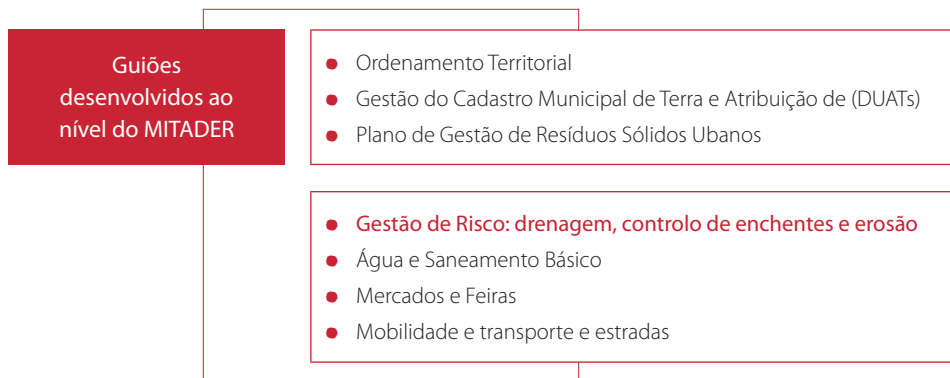 Guiões
desenvolvidos ao
nível do MITADER
Ordenamento Territorial
Gestão do Cadastro Municipal de Terra e Atribuição de (DUATs)
Plano de Gestão de Resíduos Sólidos Ubanos
Gestão de Risco: drenagem, controlo de enchentes e erosão
Água e Saneamento Básico
Mercados e Feiras
Mobilidade e transporte e estradas